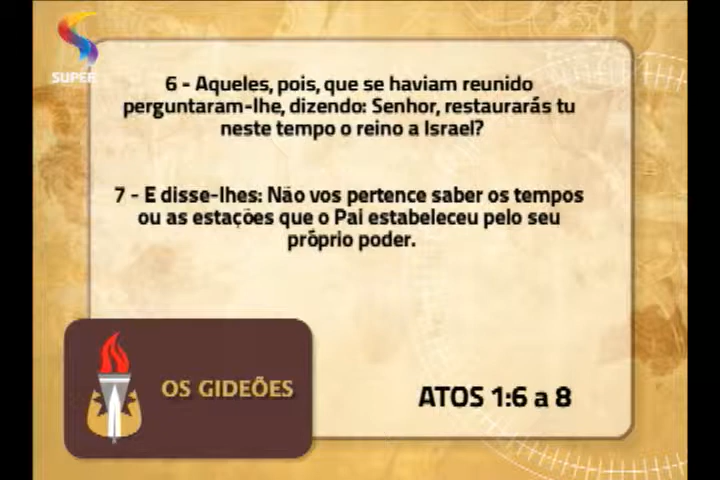 SUPER
6 - Aqueles, pois, que se haviam reunido
perguntaram-lhe, dizendo: Senhor, restaurarás tu
neste tempo o reino a Israel?
7 - E disse-lhes: Não vos pertence saber os tempos
ou as estações que o Pai estabeleceu pelo seu
próprio poder.
OS GIDEÕES
ATOS 1:6 a 8